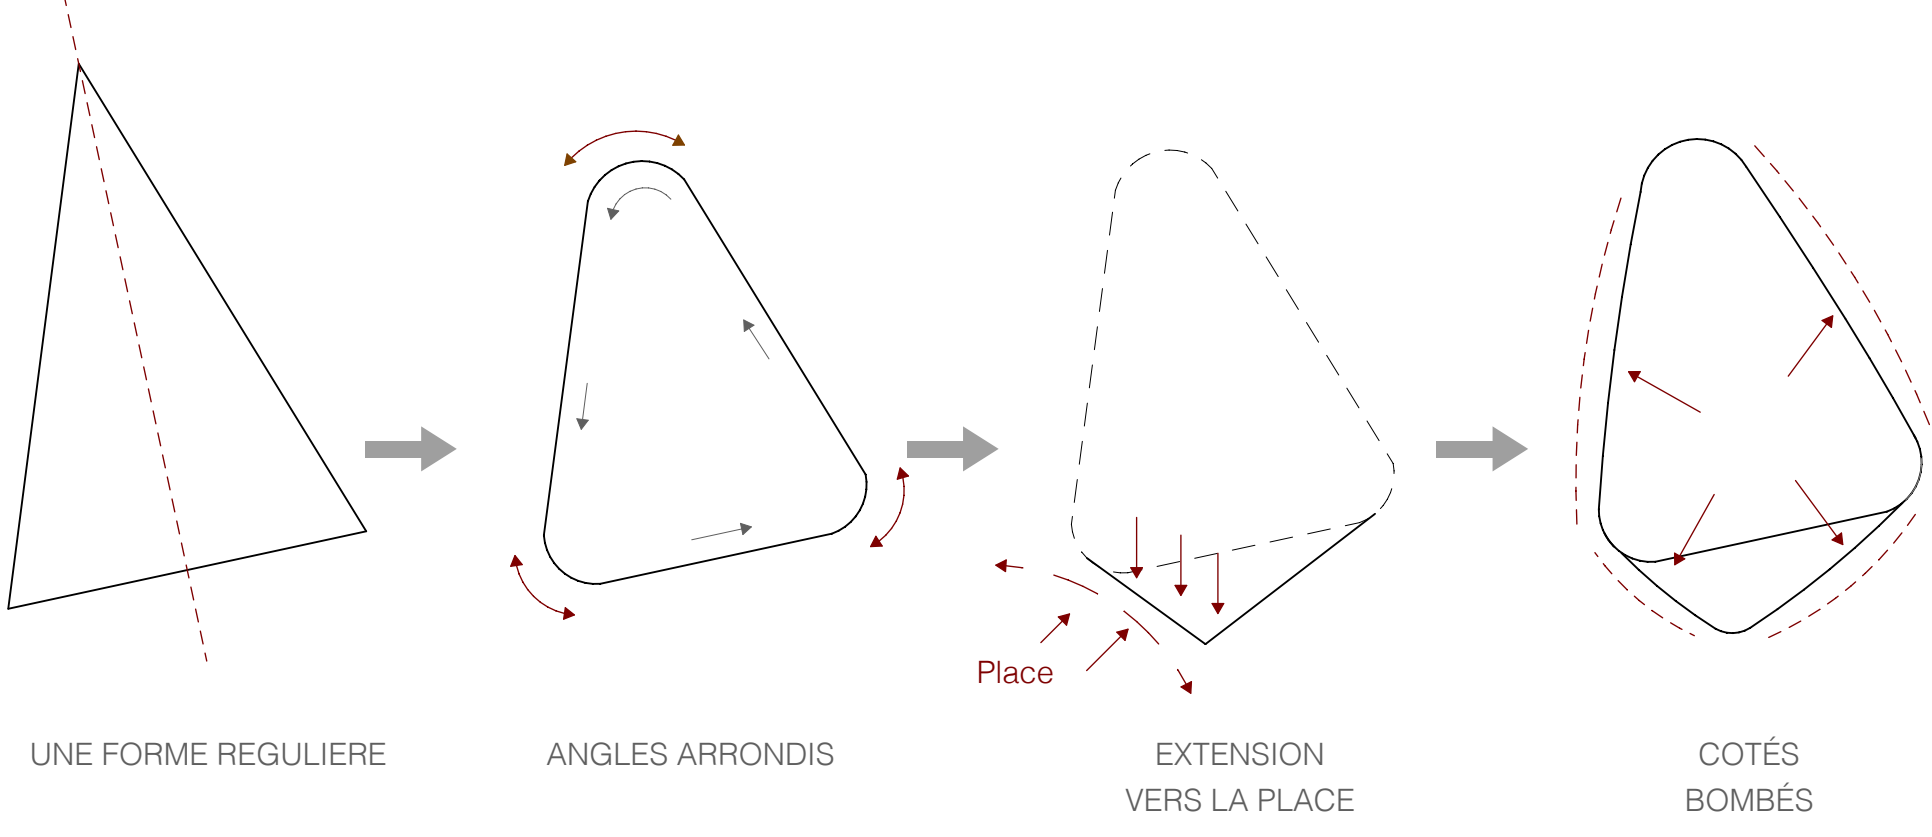 Place
UNE FORME REGULIERE
ANGLES ARRONDIS
EXTENSION
VERS LA PLACE
COTÉS
BOMBÉS